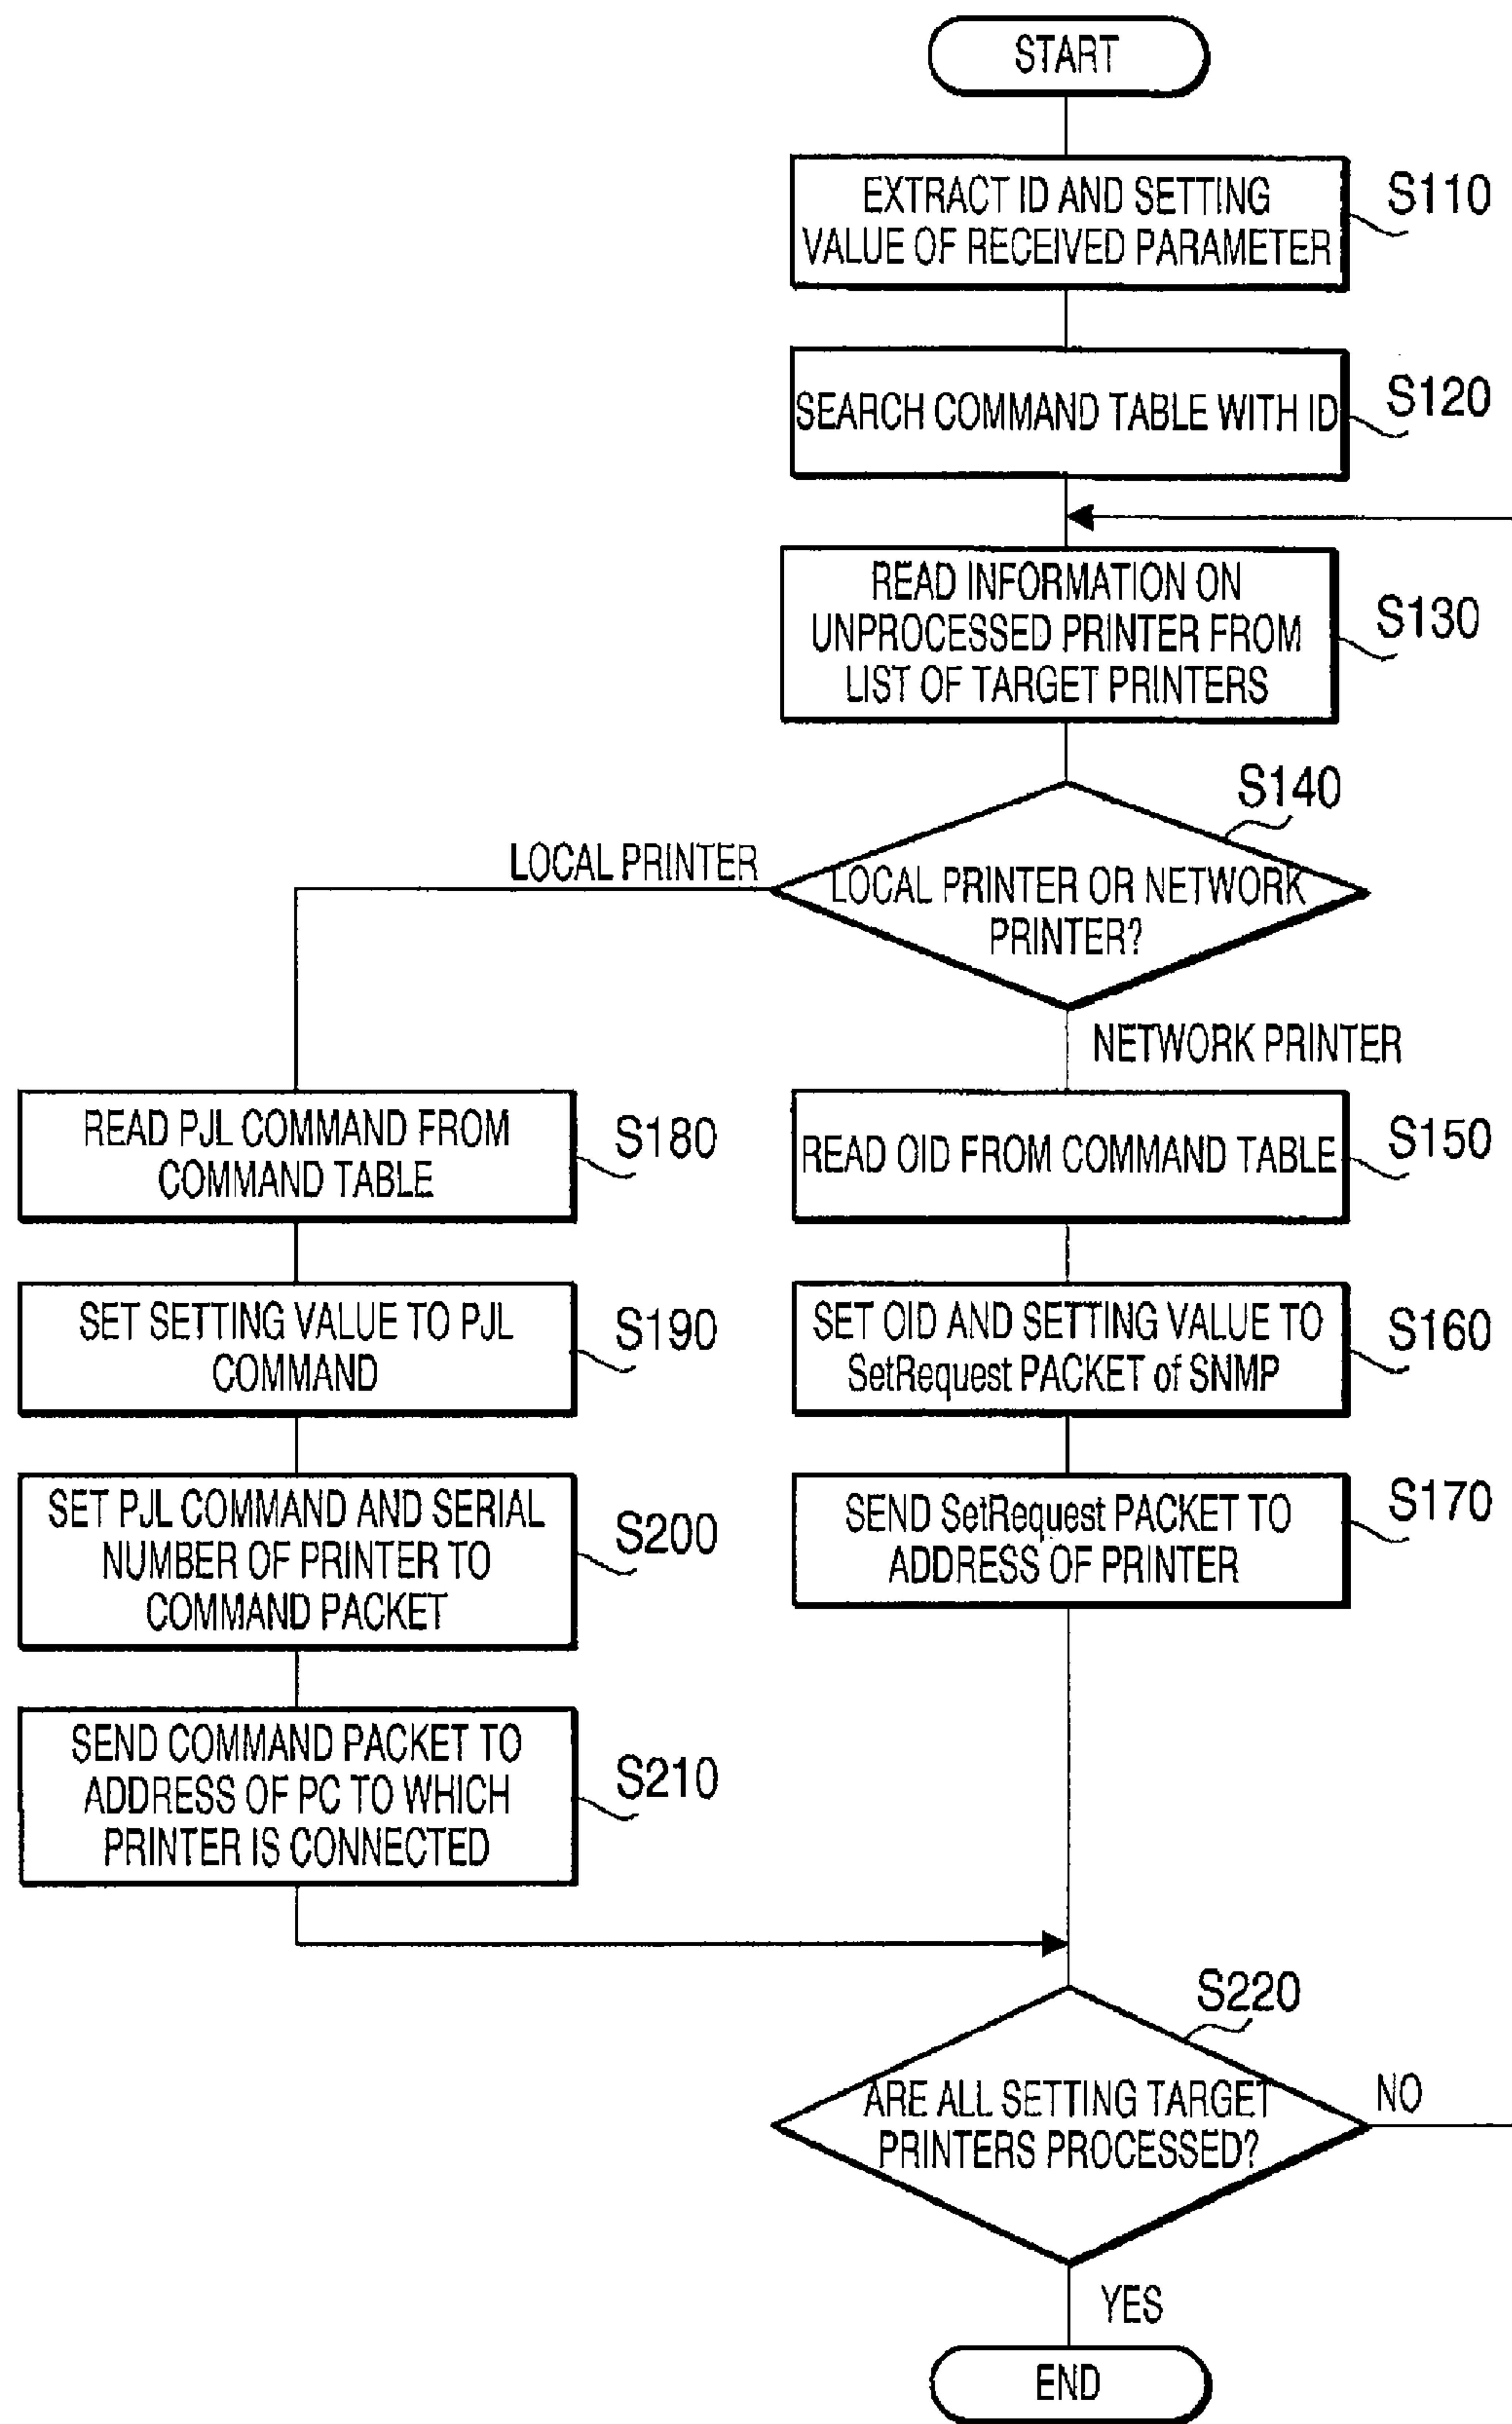 START
EXTRACT ID AND SETTING
VALUE OF RECEIVED PARAMETER
S110
SEARCH COMMAND TABLE WITH ID
S120
READ INFORMATION ON
UNPROCESSED PRINTER FROM
LIST OF TARGET PRINTERS
S130
S140
LOCAL PRINTER
LOCAL PRINTER OR NETWORK
PRINTER?
NETWORK PRINTER
READ PJL COMMAND FROM
COMMAND TABLE
S180
READ OID FROM COMMAND TABLE
S150
SET SETTING VALUE TO PJL
COMMAND
S190
SET OID AND SETTING VALUE TO
SetRequest PACKET of SNMP
S160
SET PJL COMMAND AND SERIAL
NUMBER OF PRINTER TO
COMMAND PACKET
S200
SEND SetRequest PACKET TO
ADDRESS OF PRINTER
S170
SEND COMMAND PACKET TO
ADDRESS OF PC TO WHICH
PRINTER IS CONNECTED
S210
S220
ARE ALL SETTING TARGET
PRINTERS PROCESSED?
NO
YES
END